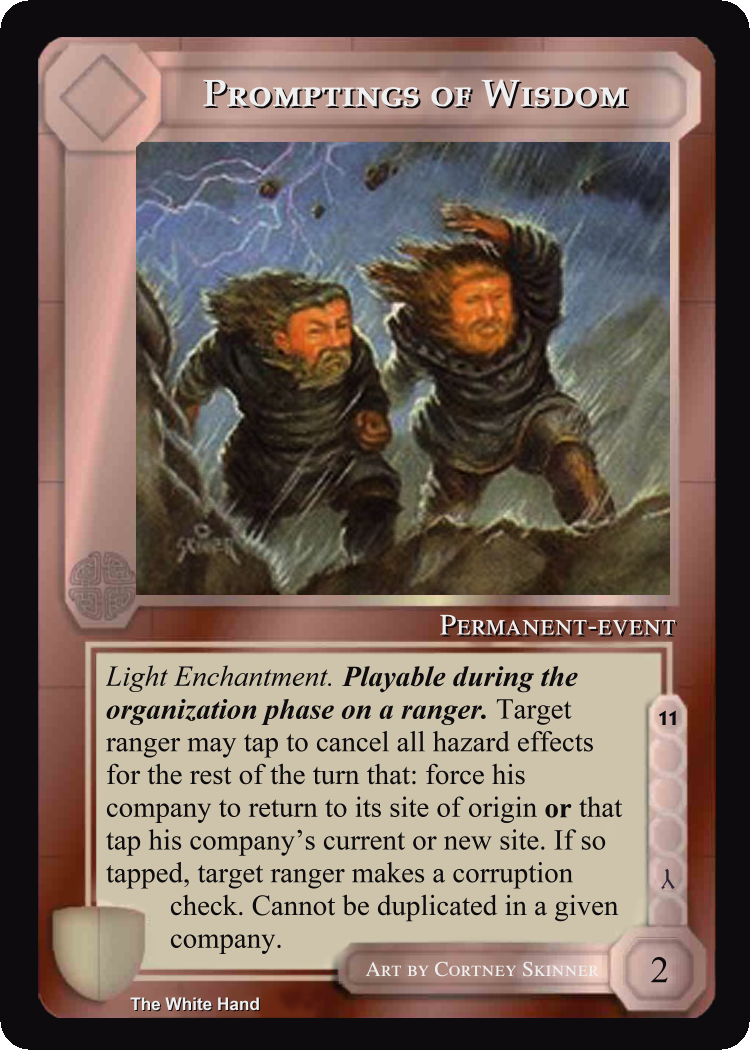 PROMPTINGS OF WISDOM
SKINNER
PERMANENT-EVENT
Light Enchantment. Playable during the
organization phase on a ranger. Target
ranger may tap to cancel all hazard effects
for the rest of the turn that: force his
company to return to its site of origin or that
tap his company’s current or new site. If so
tapped, target ranger makes a corruption
check. Cannot be duplicated in a given
company.
11
ART BY CORTNEY SKINNER
2
The White Hand